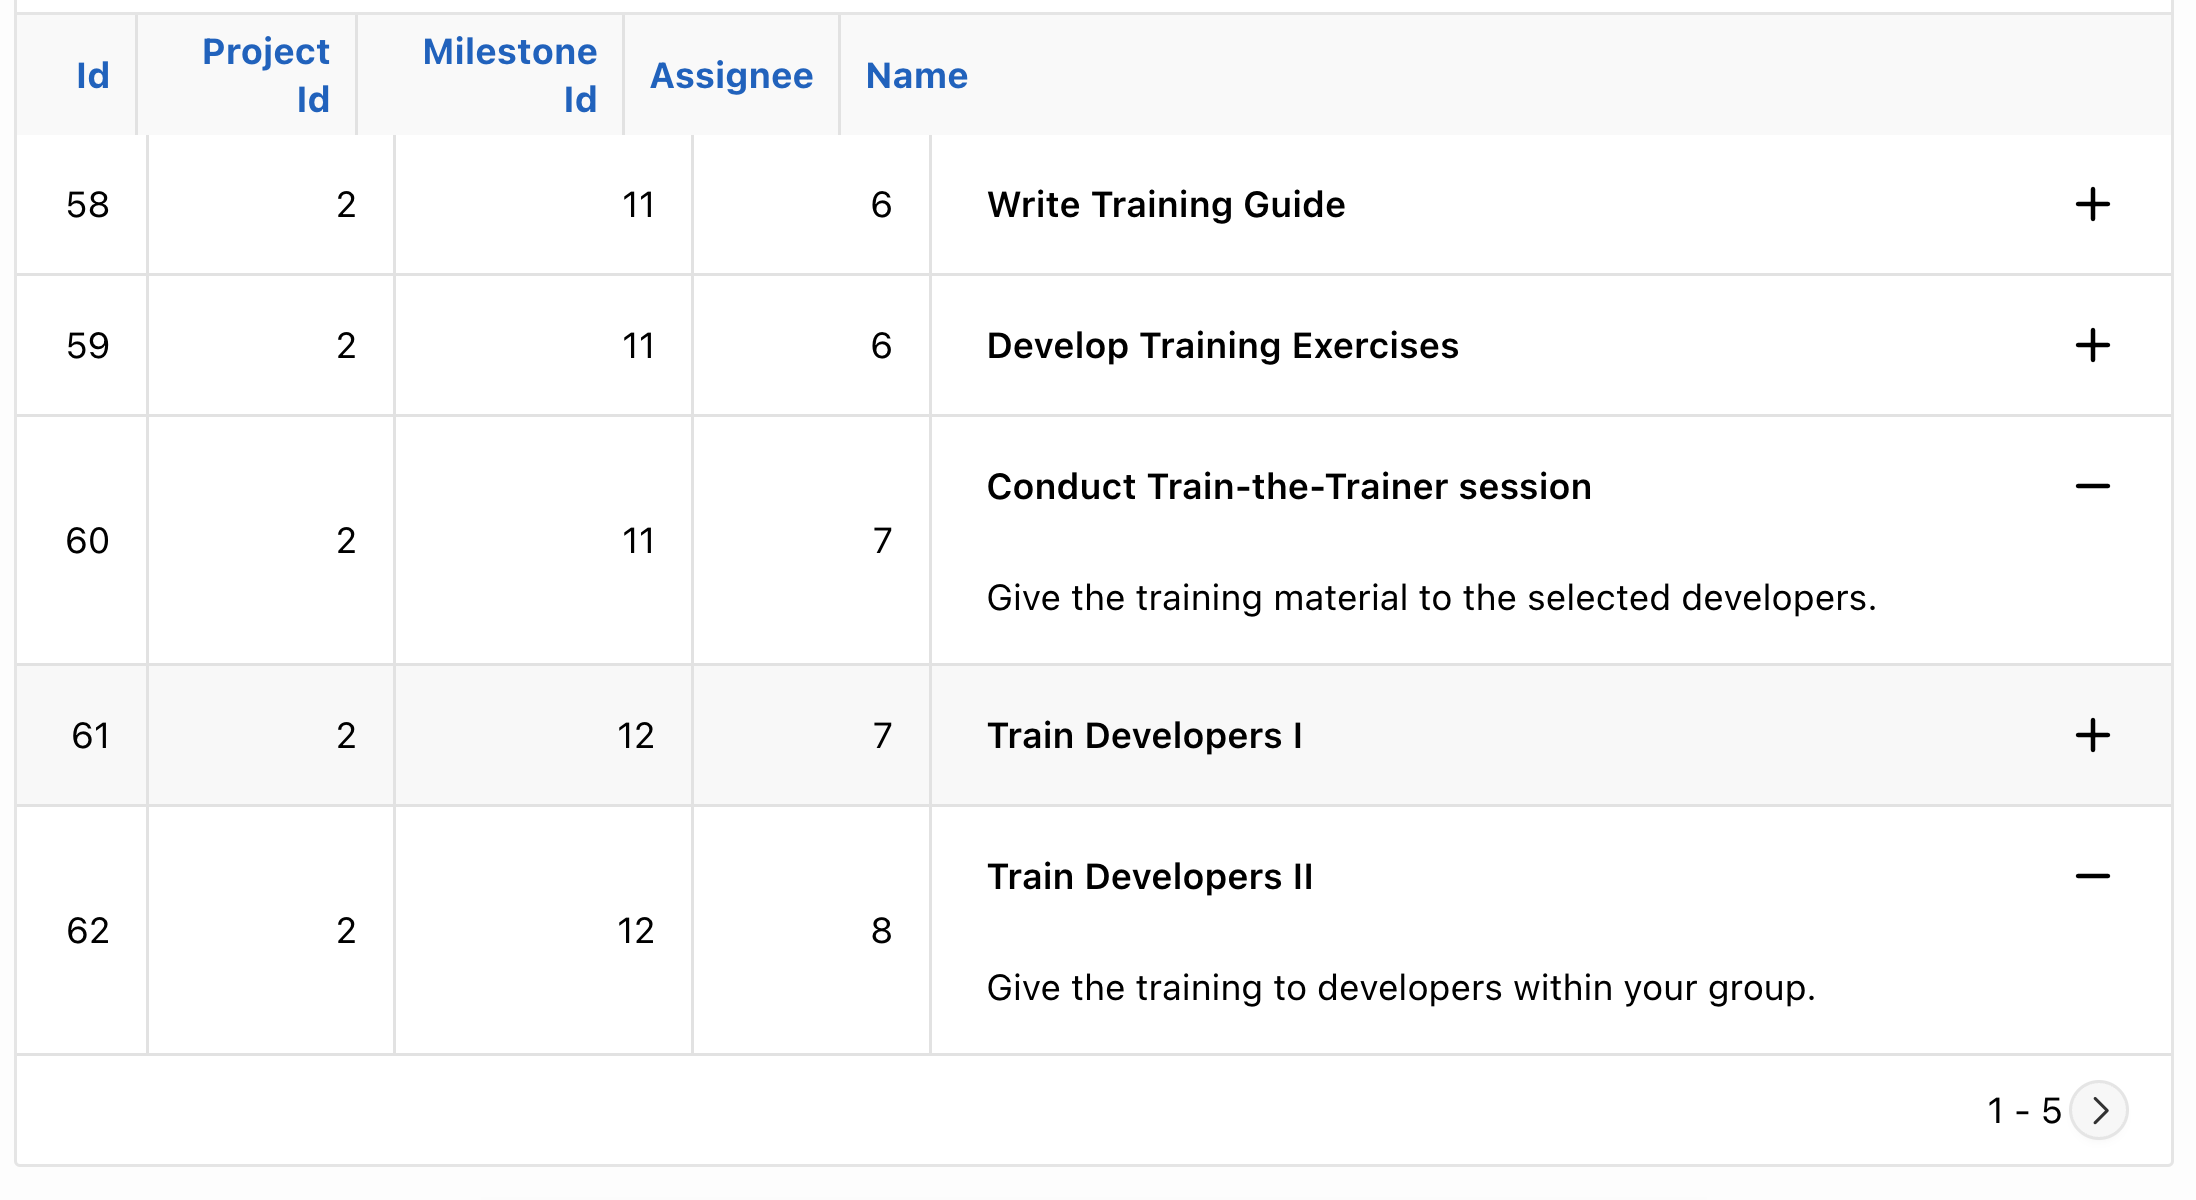 Id Project Id Milestone Id Assignee Name
58 2 11 6 Write Training Guide
59 2 11 6 Develop Training Exercises
60 2 11 7 Conduct Train-the-Trainer session
Give the training material to the selected developers.
61 2 12 7 Train Developers I
62 2 12 8 Train Developers II
Give the training to developers within your group.
1 - 5